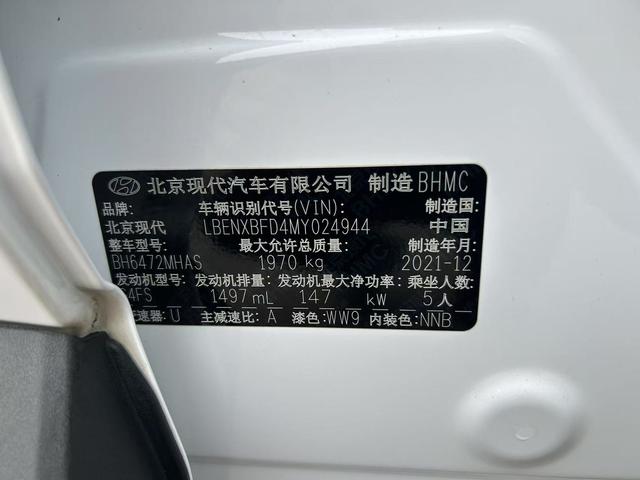 北京现代汽车有限公司 制造 BHMC
品牌: 车辆识别代号(VIN): 制造国:
北京现代 LBENXBFD4MY024944 中国
整车型号: 最大允许总质量: 制造年月:
BH6472MHAS 1970 kg 2021-12
发动机型号: 发动机排量: 发动机最大净功率: 乘坐人数:
4FS 1497mL 147 kW 5人
速器: U 主减速比: A 漆色: WW9 内装色: NNB